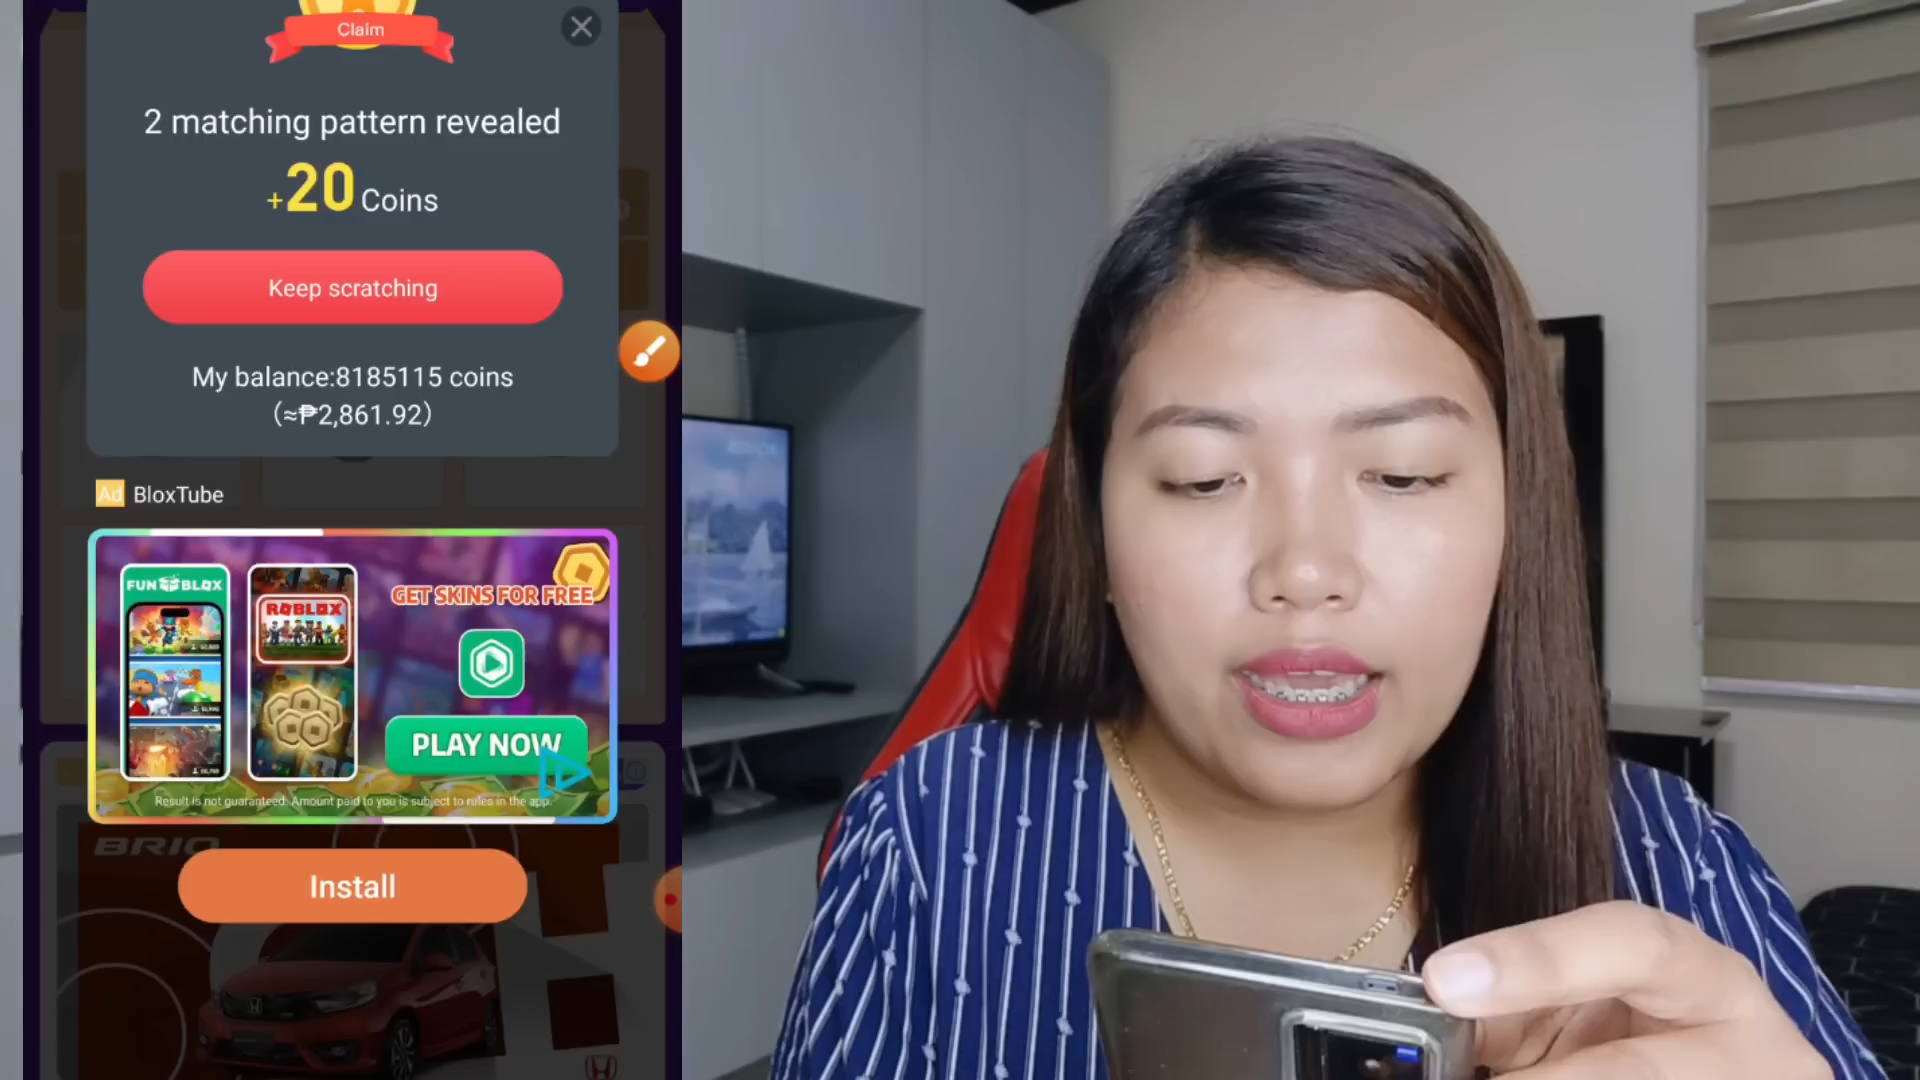 Claim
2 matching pattern revealed
+20 Coins
Keep scratching
My balance:8185115 coins
(≈₱2,861.92)
Ad BloxTube
FUN BLOX
ROBLOX
GET SKINS FOR FREE
PLAY NOW
Result is not guaranteed. Amount paid to you is subject to rules in the app.
BRIO
Install